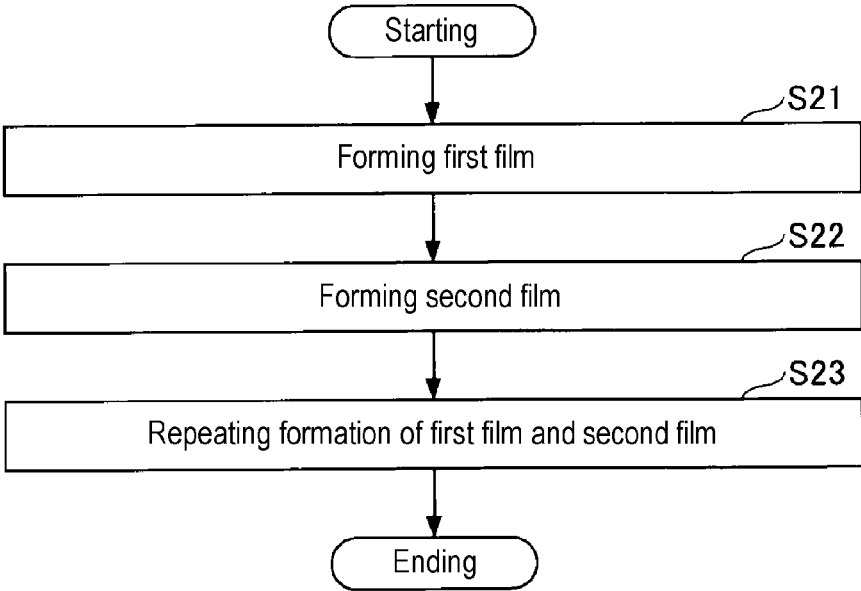 Starting
S21
Forming first film
S22
Forming second film
S23
Repeating formation of first film and second film
Ending